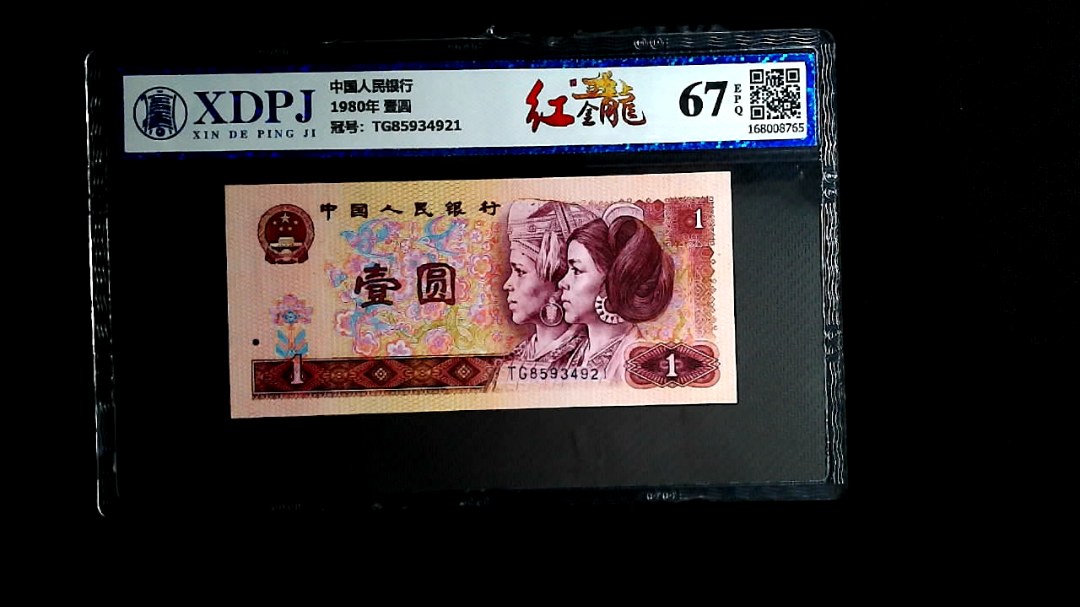 XDPJ
XIN DE PING JI
中国人民银行
1980年 壹圆
冠号：TG85934921
红金龍
67
EPQ
168008765
中国人民银行
1
壹圆
1
TG85934921
1